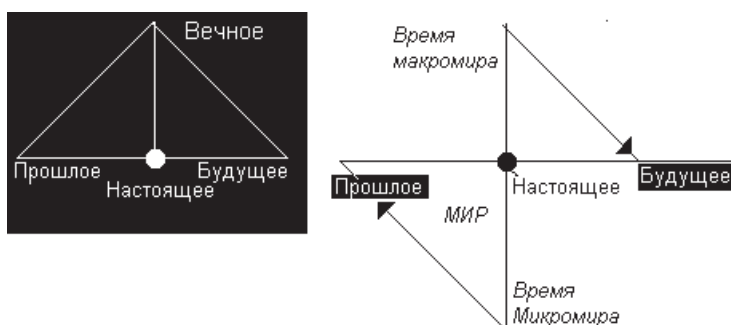 Вечное
Прошлое
Будущее
Настоящее
Время
макромира
Прошлое
Настоящее
Будущее
МИР
Время
Микромира